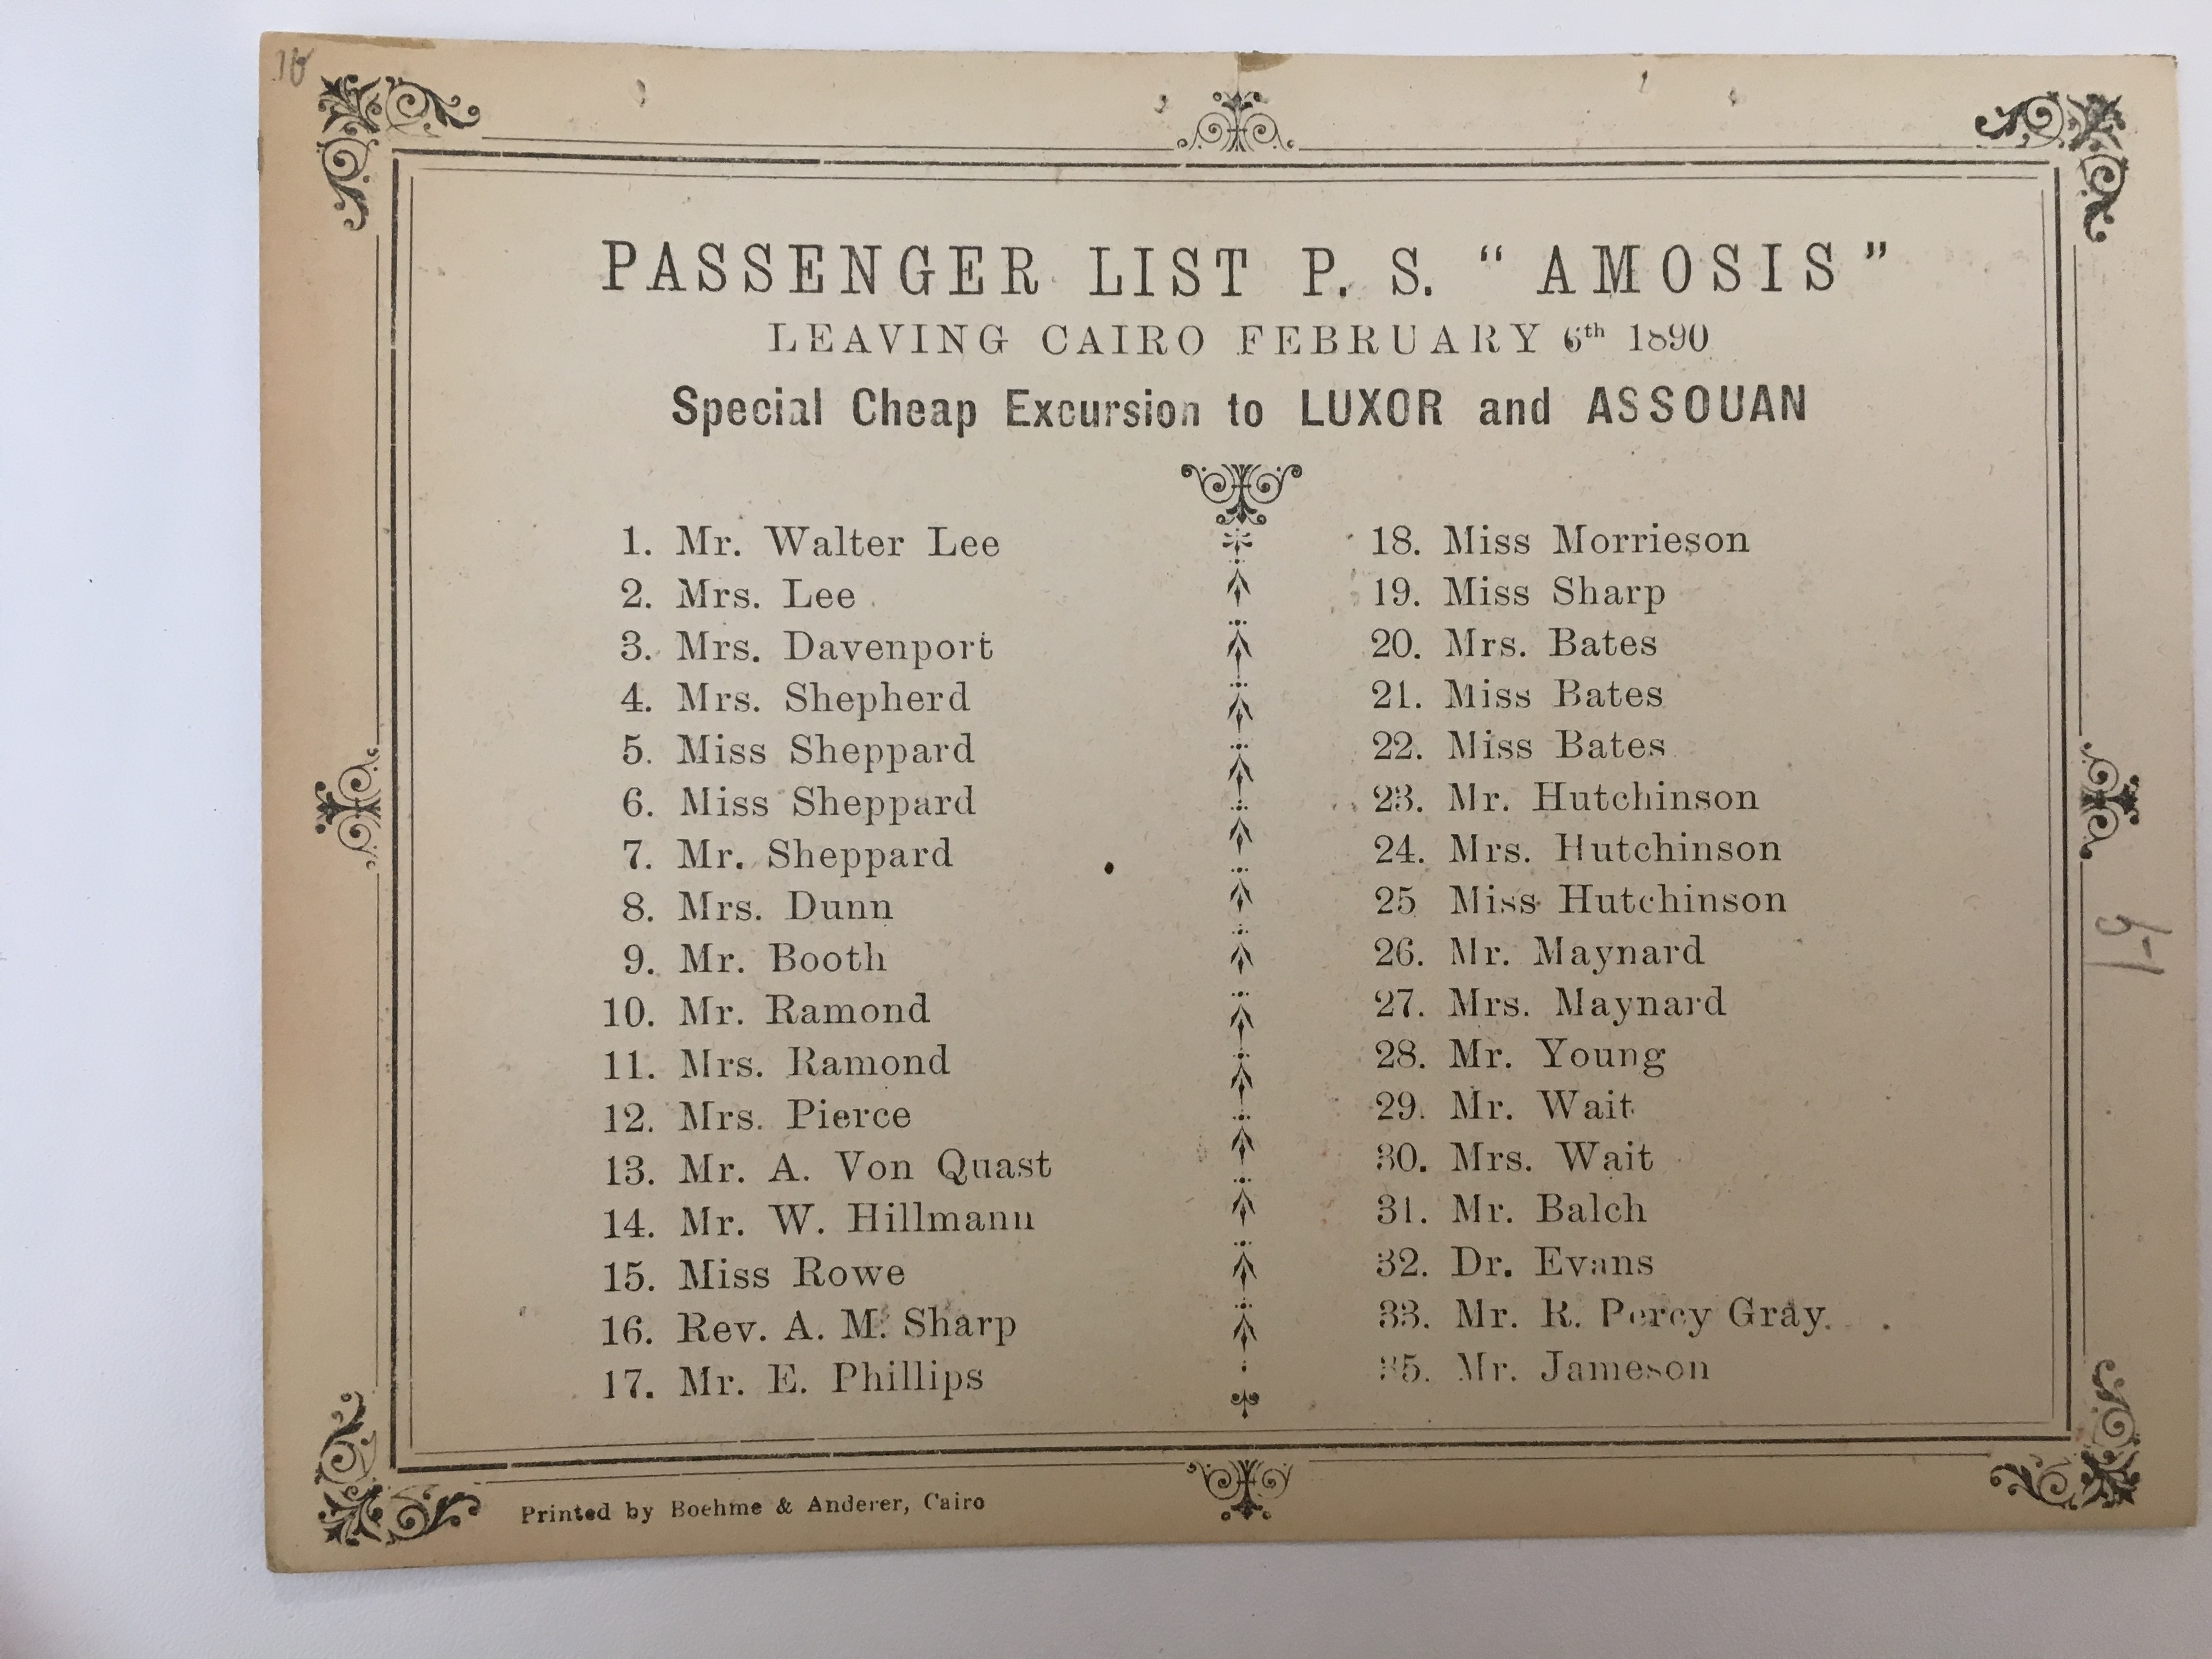 PASSENGER LIST P. S. “ AMOSIS ”
LEAVING CAIRO FEBRUARY 6th 1890
Special Cheap Excursion to LUXOR and ASSOUAN
1. Mr. Walter Lee
2. Mrs. Lee
3. Mrs. Davenport
4. Mrs. Shepherd
5. Miss Sheppard
6. Miss Sheppard
7. Mr. Sheppard
8. Mrs. Dunn
9. Mr. Booth
10. Mr. Ramond
11. Mrs. Ramond
12. Mrs. Pierce
13. Mr. A. Von Quast
14. Mr. W. Hillmann
15. Miss Rowe
16. Rev. A. M. Sharp
17. Mr. E. Phillips
18. Miss Morrieson
19. Miss Sharp
20. Mrs. Bates
21. Miss Bates
22. Miss Bates
23. Mr. Hutchinson
24. Mrs. Hutchinson
25 Miss Hutchinson
26. Mr. Maynard
27. Mrs. Maynard
28. Mr. Young
29. Mr. Wait
30. Mrs. Wait
31. Mr. Balch
32. Dr. Evans
33. Mr. R. Percy Gray.
35. Mr. Jameson
Printed by Boehme & Anderer, Cairo